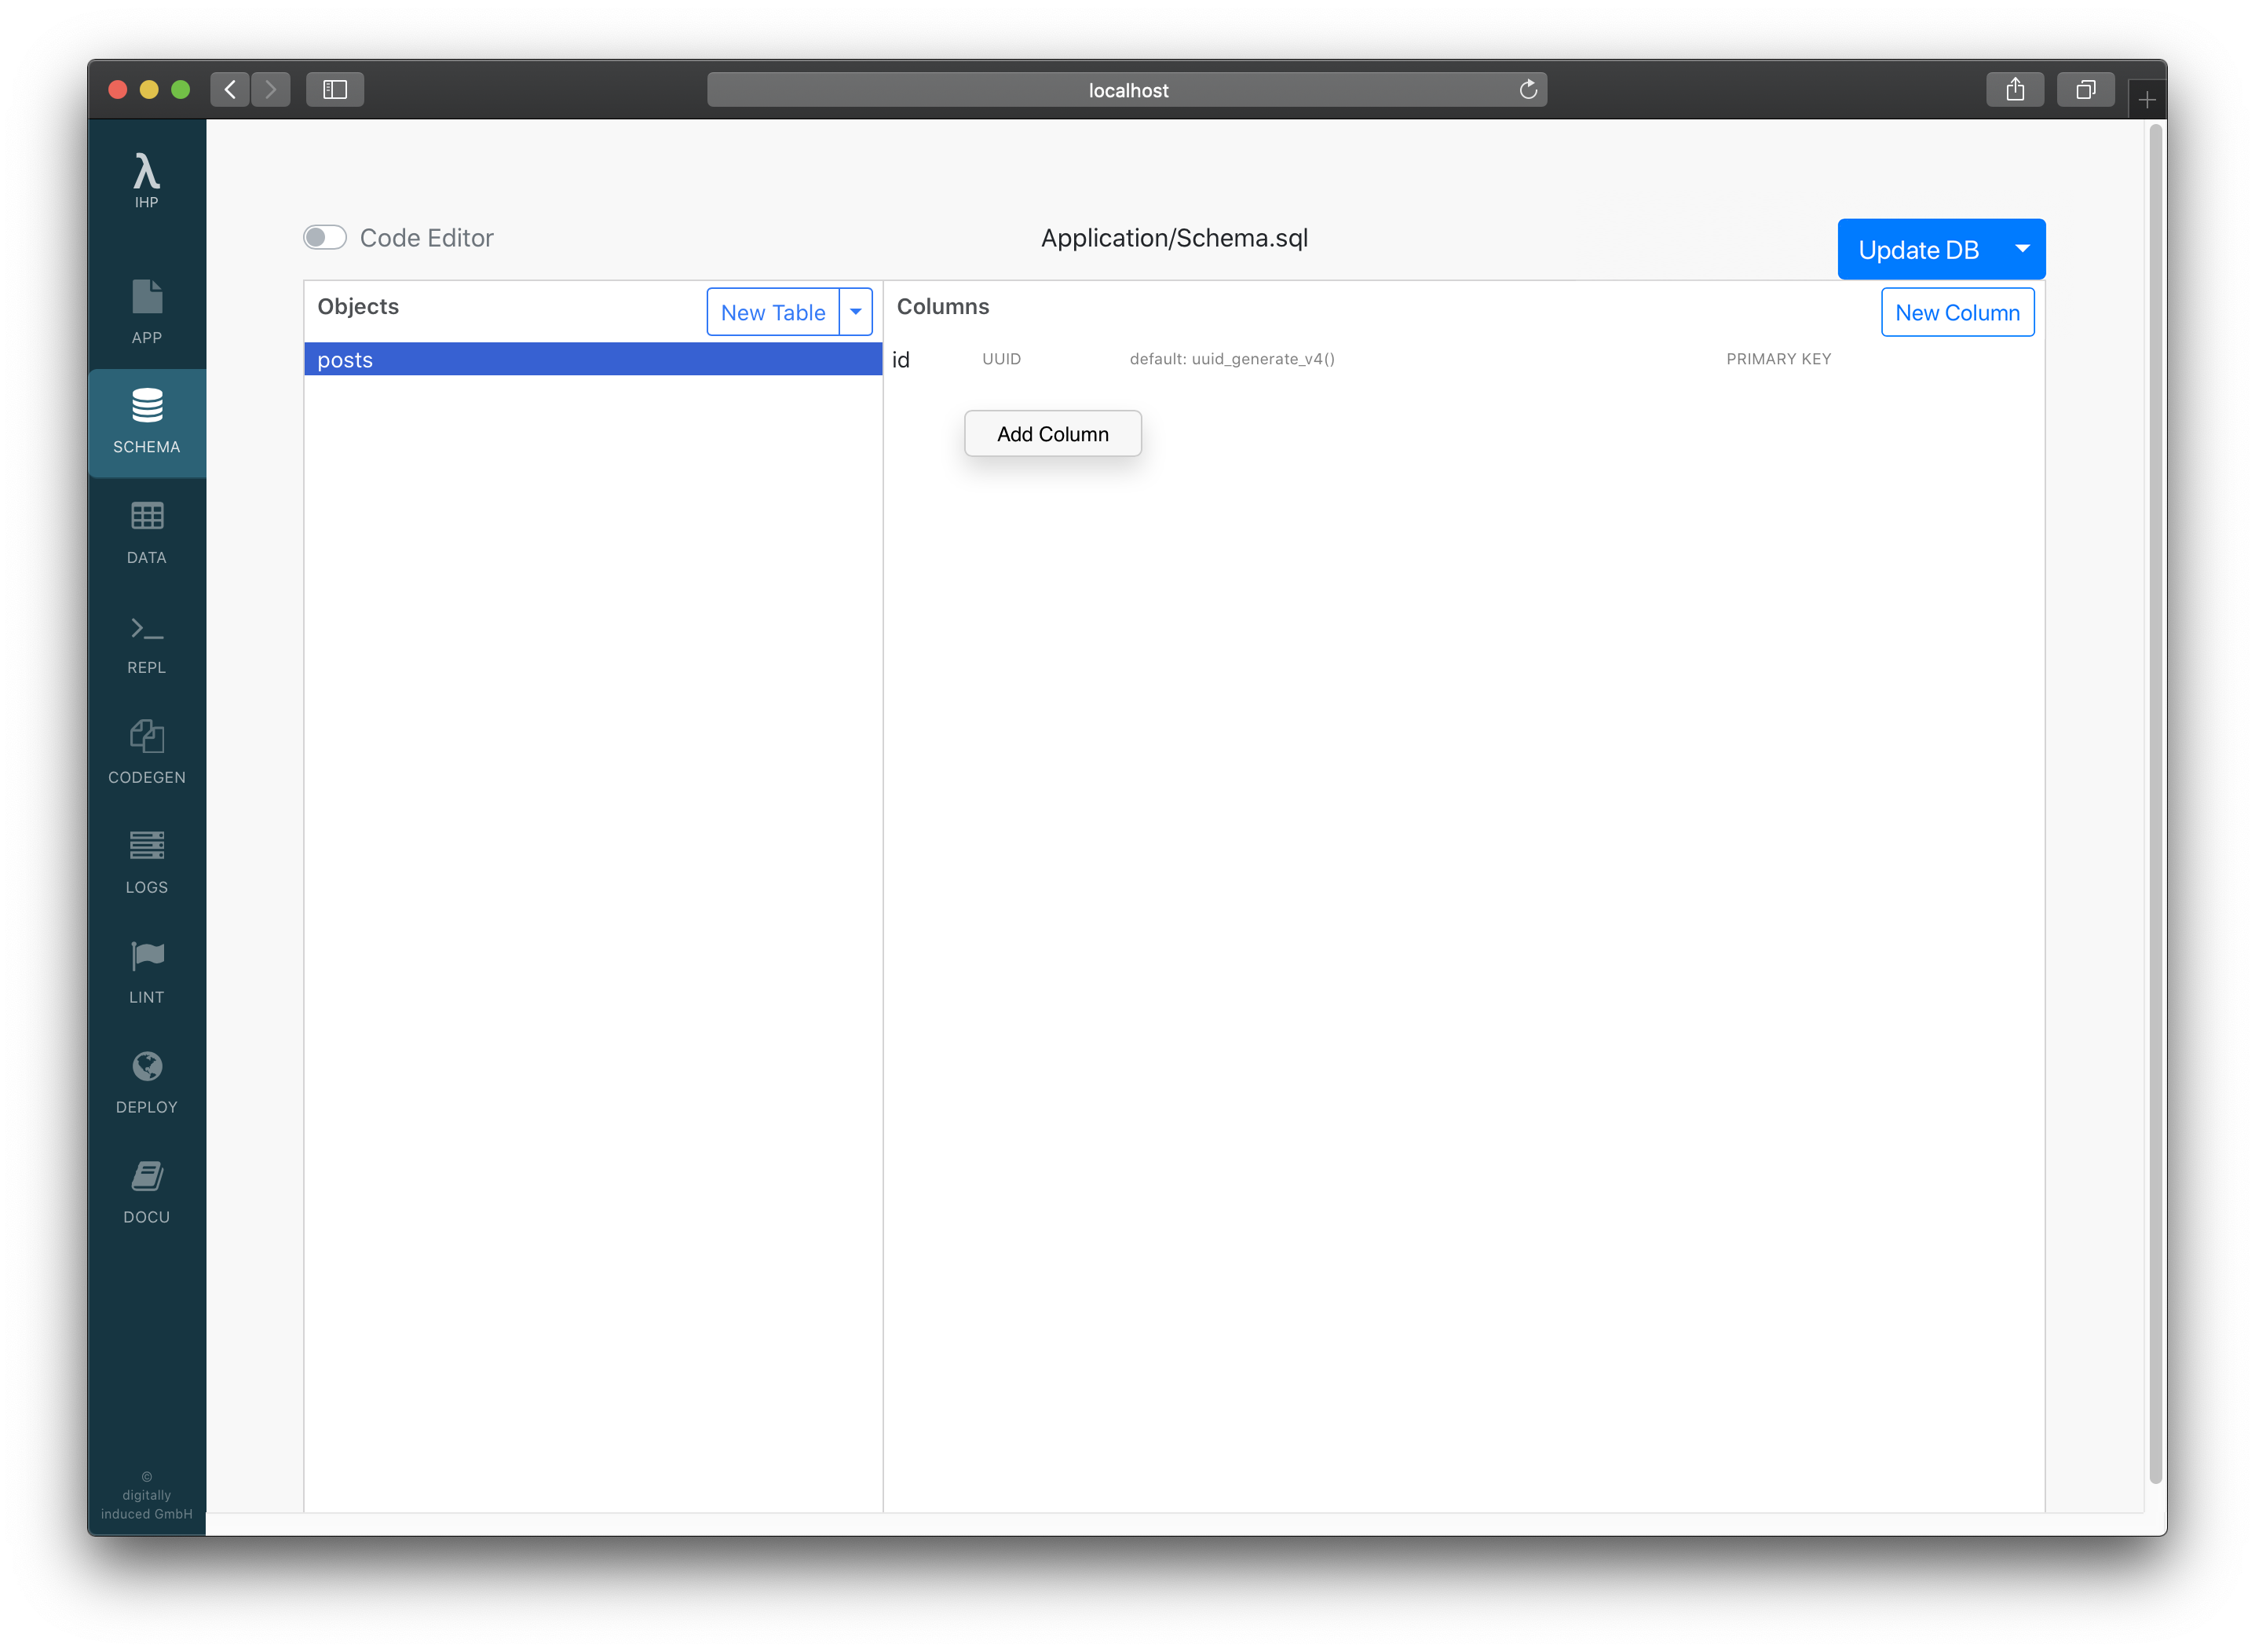 localhost
λ
IHP
APP
SCHEMA
DATA
REPL
CODEGEN
LOGS
LINT
DEPLOY
DOCU
©
digitally
induced GmbH
Code Editor
Application/Schema.sql
Update DB
Objects
New Table
Columns
New Column
posts
id UUID default: uuid_generate_v4() PRIMARY KEY
Add Column